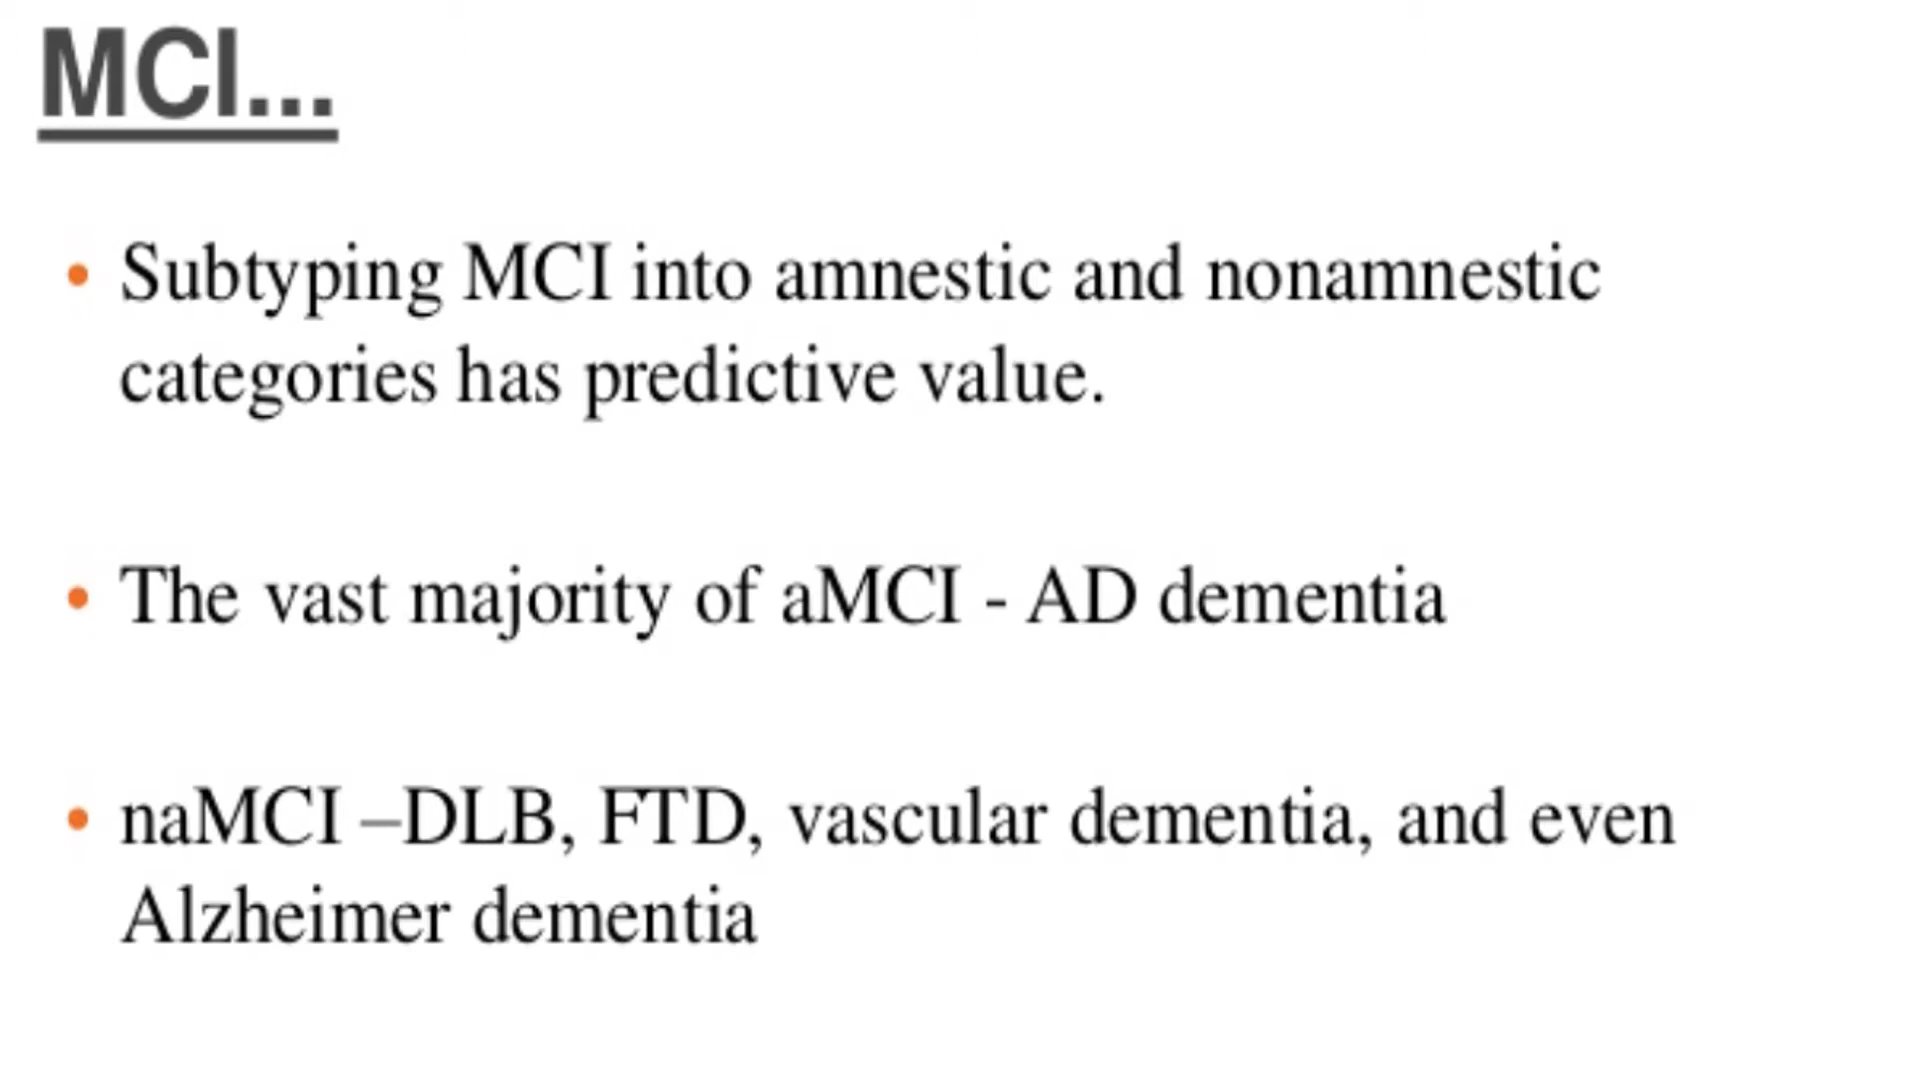 MCI...
• Subtyping MCI into amnestic and nonamnestic
categories has predictive value.
• The vast majority of aMCI - AD dementia
• naMCI –DLB, FTD, vascular dementia, and even
Alzheimer dementia